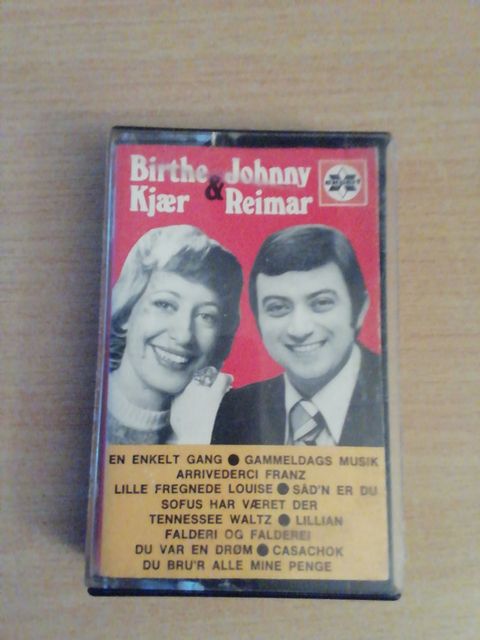 Birthe & Johnny
Kjær Reimar
EN ENKELT GANG ● GAMMELDAGS MUSIK
ARRIVEDERCI FRANZ
LILLE FREGNEDE LOUISE ● SÅD'N ER DU
SOFUS HAR VÆRET DER
TENNESSEE WALTZ ● LILLIAN
FALDERI OG FALDEREI
DU VAR EN DRØM ● CASACHOK
DU BRU'R ALLE MINE PENGE